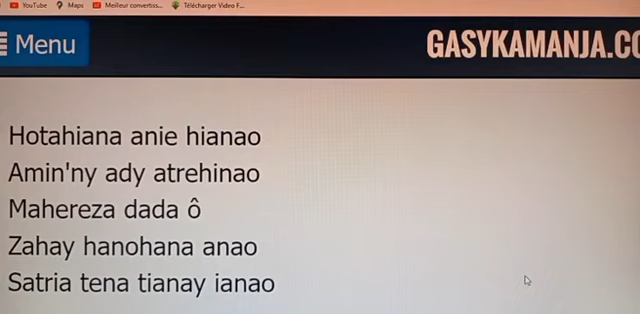 YouTube Maps Meilleur convertiss... Télécharger Video F...
Menu GASYKAMANJA.CO
Hotahiana anie hianao
Amin'ny ady atrehinao
Mahereza dada ô
Zahay hanohana anao
Satria tena tianay ianao